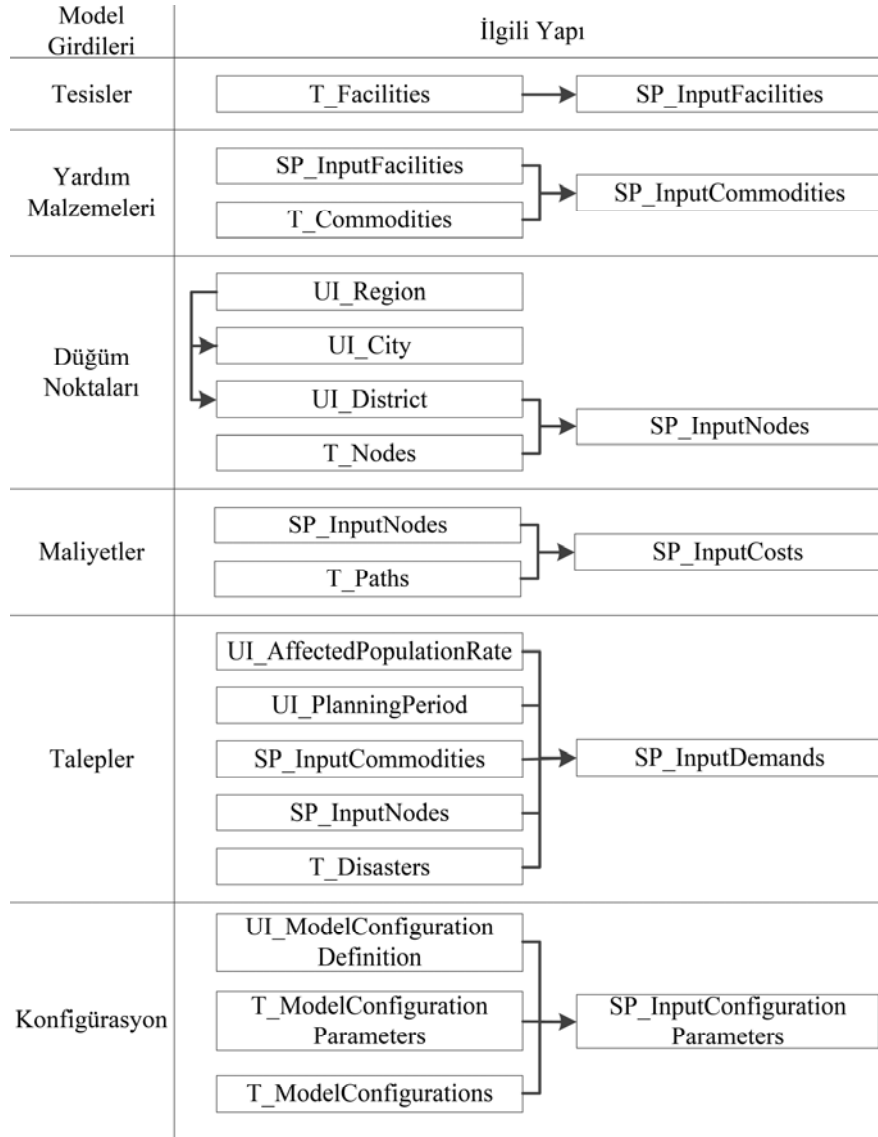 Model
Girdileri
İlgili Yapı
Tesisler
T_Facilities
SP_InputFacilities
Yardım
Malzemeleri
SP_InputFacilities
T_Commodities
SP_InputCommodities
Düğüm
Noktaları
UI_Region
UI_City
UI_District
T_Nodes
SP_InputNodes
Maliyetler
SP_InputNodes
T_Paths
SP_InputCosts
Talepler
UI_AffectedPopulationRate
UI_PlanningPeriod
SP_InputCommodities
SP_InputNodes
T_Disasters
SP_InputDemands
Konfigürasyon
UI_ModelConfiguration
Definition
T_ModelConfiguration
Parameters
T_ModelConfigurations
SP_InputConfiguration
Parameters